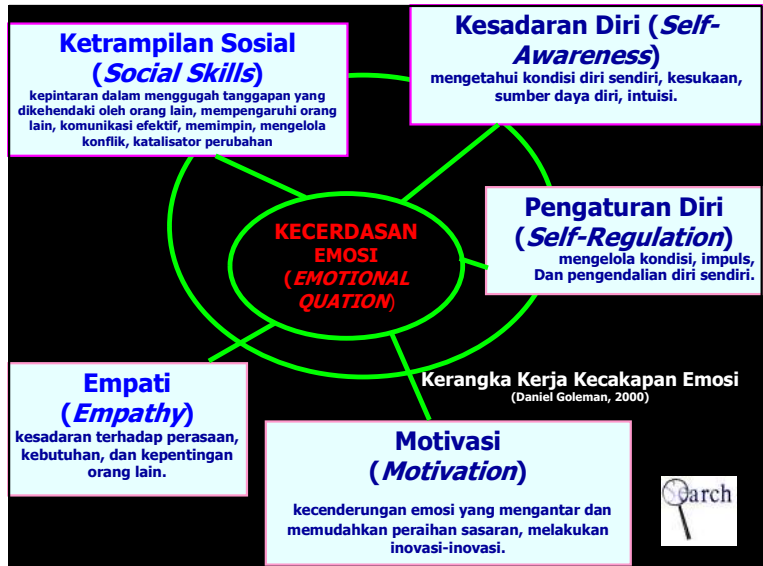 Ketrampilan Sosial
(Social Skills)
kepintaran dalam menggugah tanggapan yang
dikehendaki oleh orang lain, mempengaruhi orang
lain, komunikasi efektif, memimpin, mengelola
konflik, katalisator perubahan
Kesadaran Diri (Self-
Awareness)
mengetahui kondisi diri sendiri, kesukaan,
sumber daya diri, intuisi.
Pengaturan Diri
(Self-Regulation)
mengelola kondisi, impuls,
Dan pengendalian diri sendiri.
KECERDASAN
EMOSI
(EMOTIONAL
QUATION)
Empati
(Empathy)
kesadaran terhadap perasaan,
kebutuhan, dan kepentingan
orang lain.
Kerangka Kerja Kecakapan Emosi
(Daniel Goleman, 2000)
Motivasi
(Motivation)
kecenderungan emosi yang mengantar dan
memudahkan peraihan sasaran, melakukan
inovasi-inovasi.
Search